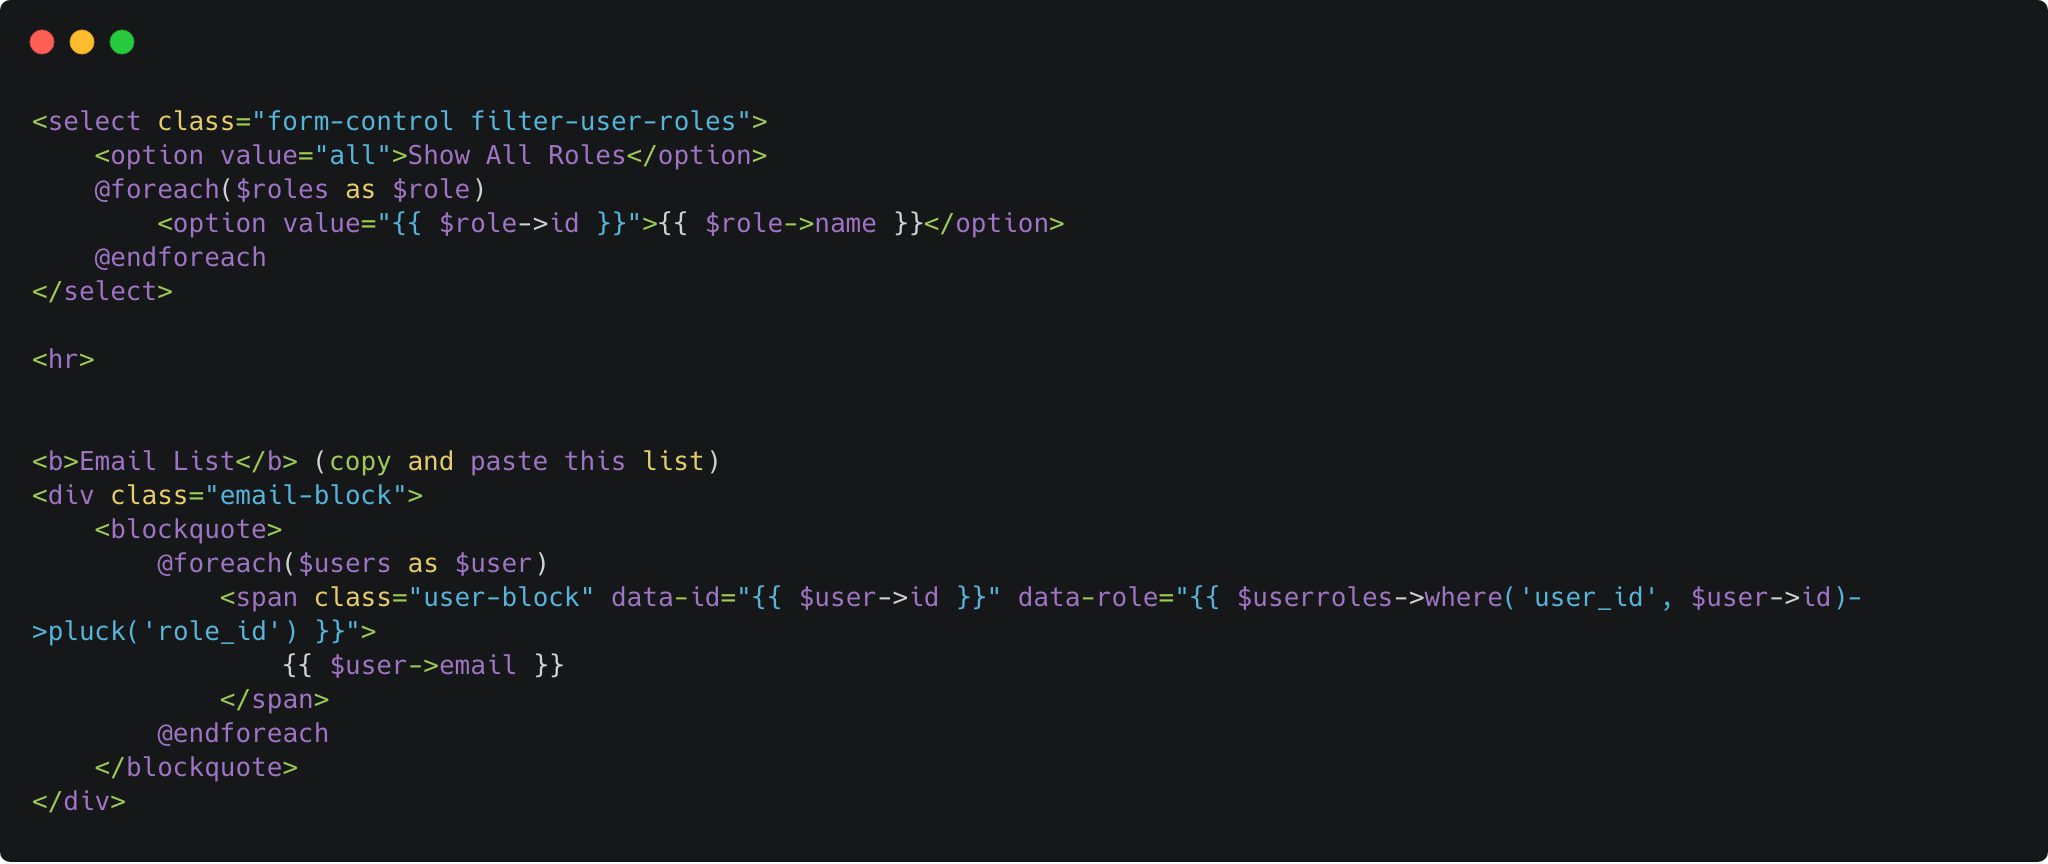 <select class="form-control filter-user-roles">
    <option value="all">Show All Roles</option>
    @foreach($roles as $role)
        <option value="{{ $role->id }}">{{ $role->name }}</option>
    @endforeach
</select>

<hr>


<b>Email List</b> (copy and paste this list)
<div class="email-block">
    <blockquote>
        @foreach($users as $user)
            <span class="user-block" data-id="{{ $user->id }}" data-role="{{ $userroles->where('user_id', $user->id)-
>pluck('role_id') }}">
                {{ $user->email }}
            </span>
        @endforeach
    </blockquote>
</div>